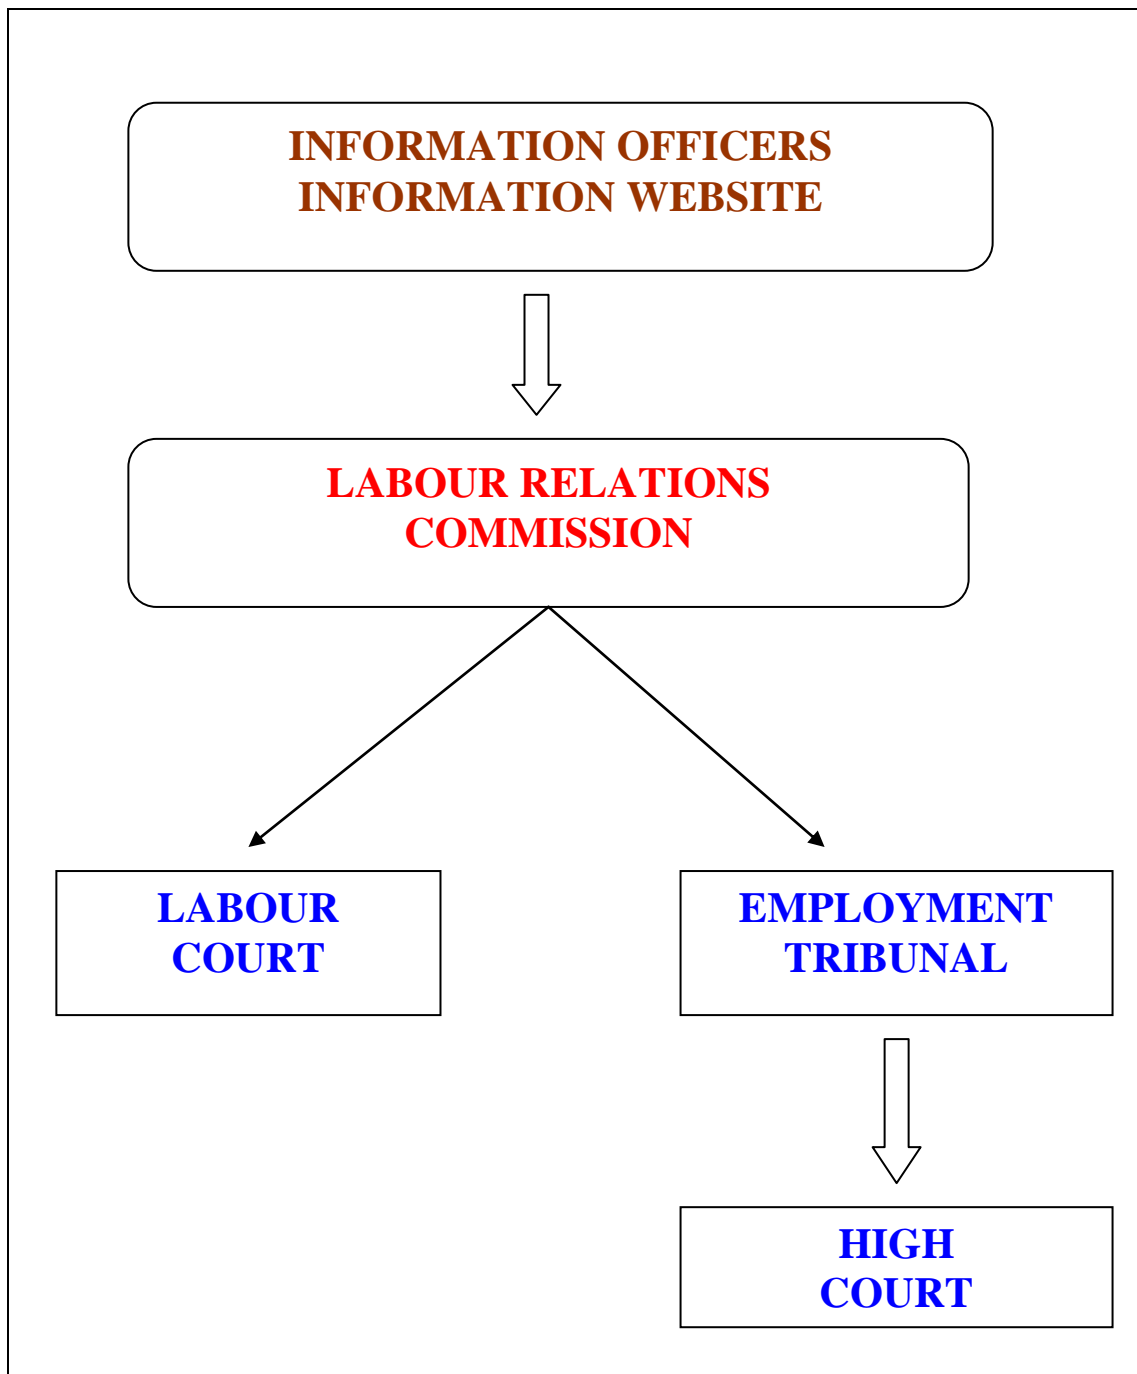 INFORMATION OFFICERS
INFORMATION WEBSITE
LABOUR RELATIONS
COMMISSION
LABOUR
COURT
EMPLOYMENT
TRIBUNAL
HIGH
COURT